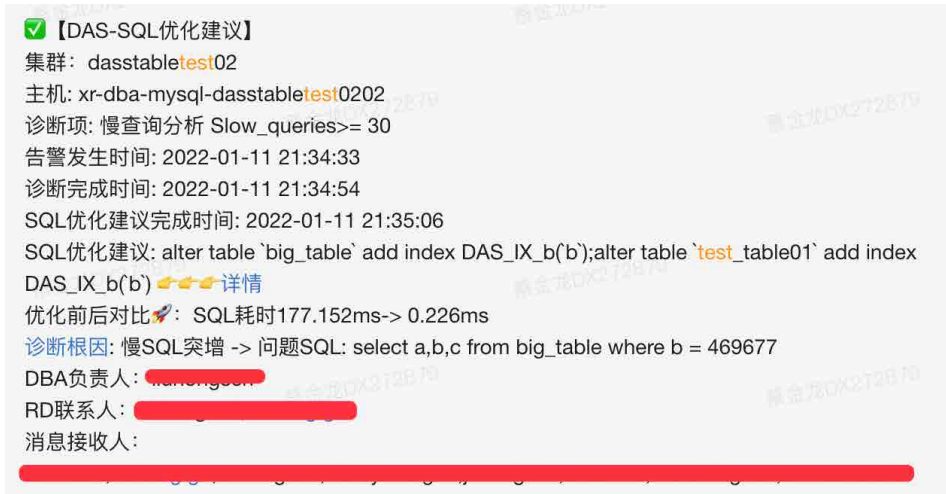 ✅【DAS-SQL优化建议】
集群：dasstabletest02
主机: xr-dba-mysql-dasstabletest0202
诊断项: 慢查询分析 Slow_queries>= 30
告警发生时间: 2022-01-11 21:34:33
诊断完成时间: 2022-01-11 21:34:54
SQL优化建议完成时间: 2022-01-11 21:35:06
SQL优化建议: alter table `big_table` add index DAS_IX_b(`b`);alter table `test_table01` add index
DAS_IX_b(`b`) 👉👉👉详情
优化前后对比🚀：SQL耗时177.152ms-> 0.226ms
诊断根因: 慢SQL突增 -> 问题SQL: select a,b,c from big_table where b = 469677
DBA负责人：
RD联系人：
消息接收人：